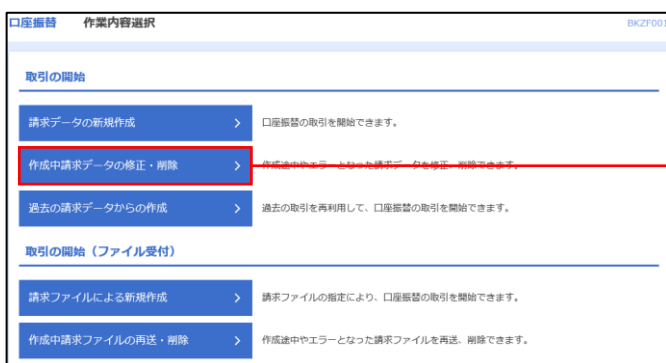 口座振替 作業内容選択 BKZF001
取引の開始
請求データの新規作成 口座振替の取引を開始できます。
作成中請求データの修正・削除 作成途中やエラーとなった請求データを修正、削除できます。
過去の請求データからの作成 過去の取引を再利用して、口座振替の取引を開始できます。
取引の開始（ファイル受付）
請求ファイルによる新規作成 請求ファイルの指定により、口座振替の取引を開始できます。
作成中請求ファイルの再送・削除 作成途中やエラーとなった請求ファイルを再送、削除できます。